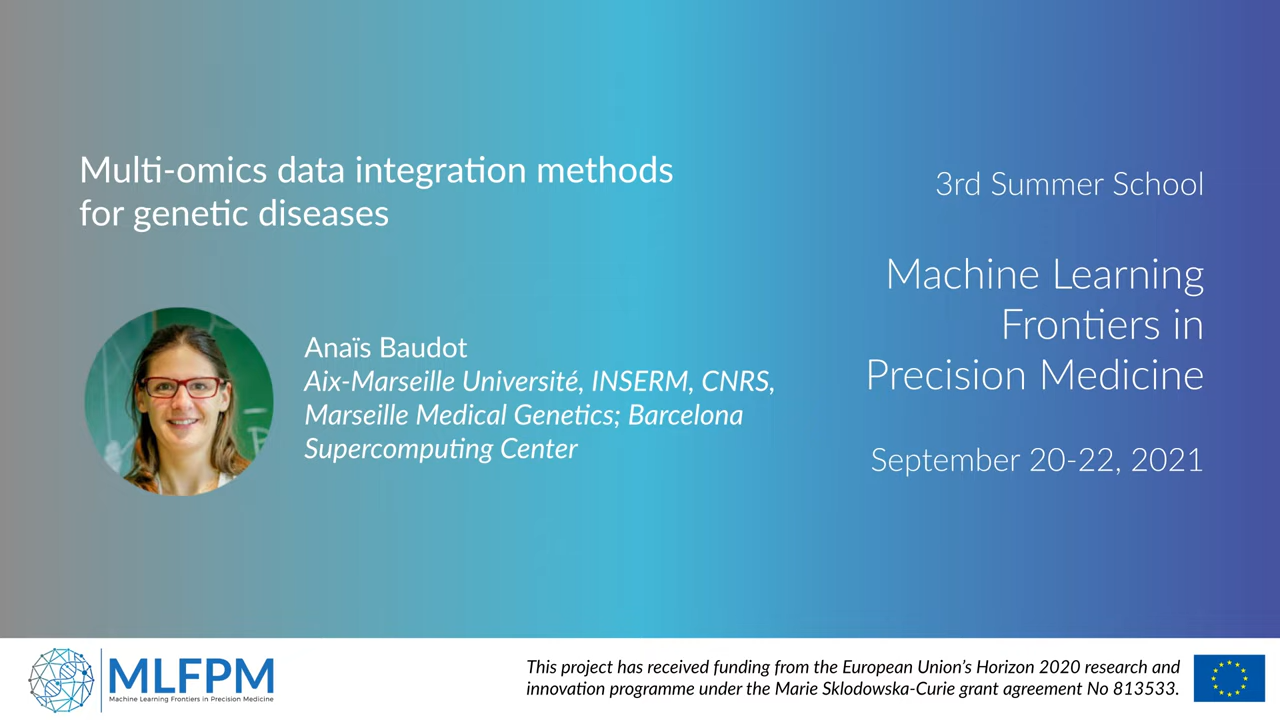 Multi-omics data integration methods
for genetic diseases
Anaïs Baudot
Aix-Marseille Université, INSERM, CNRS,
Marseille Medical Genetics; Barcelona
Supercomputing Center
3rd Summer School
Machine Learning
Frontiers in
Precision Medicine
September 20-22, 2021
MLFPM
Machine Learning Frontiers in Precision Medicine
This project has received funding from the European Union’s Horizon 2020 research and
innovation programme under the Marie Sklodowska-Curie grant agreement No 813533.